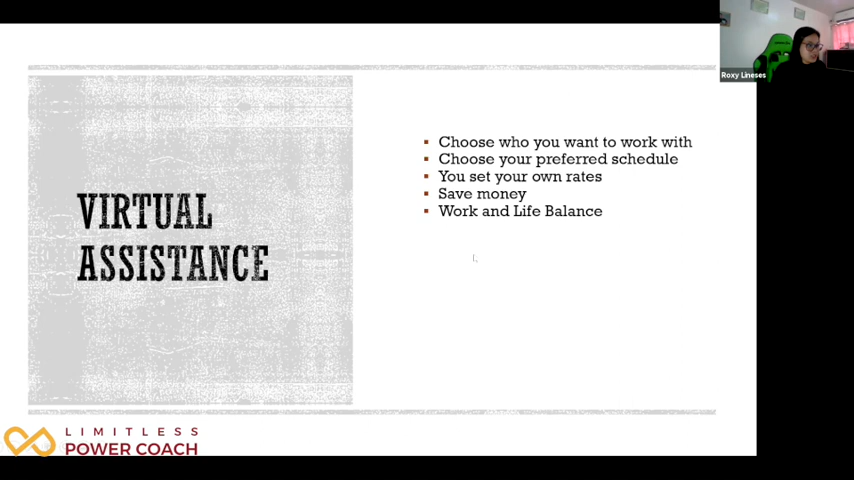 Roxy Lineses
VIRTUAL
ASSISTANCE
▪ Choose who you want to work with
▪ Choose your preferred schedule
▪ You set your own rates
▪ Save money
▪ Work and Life Balance
LIMITLESS
POWER COACH